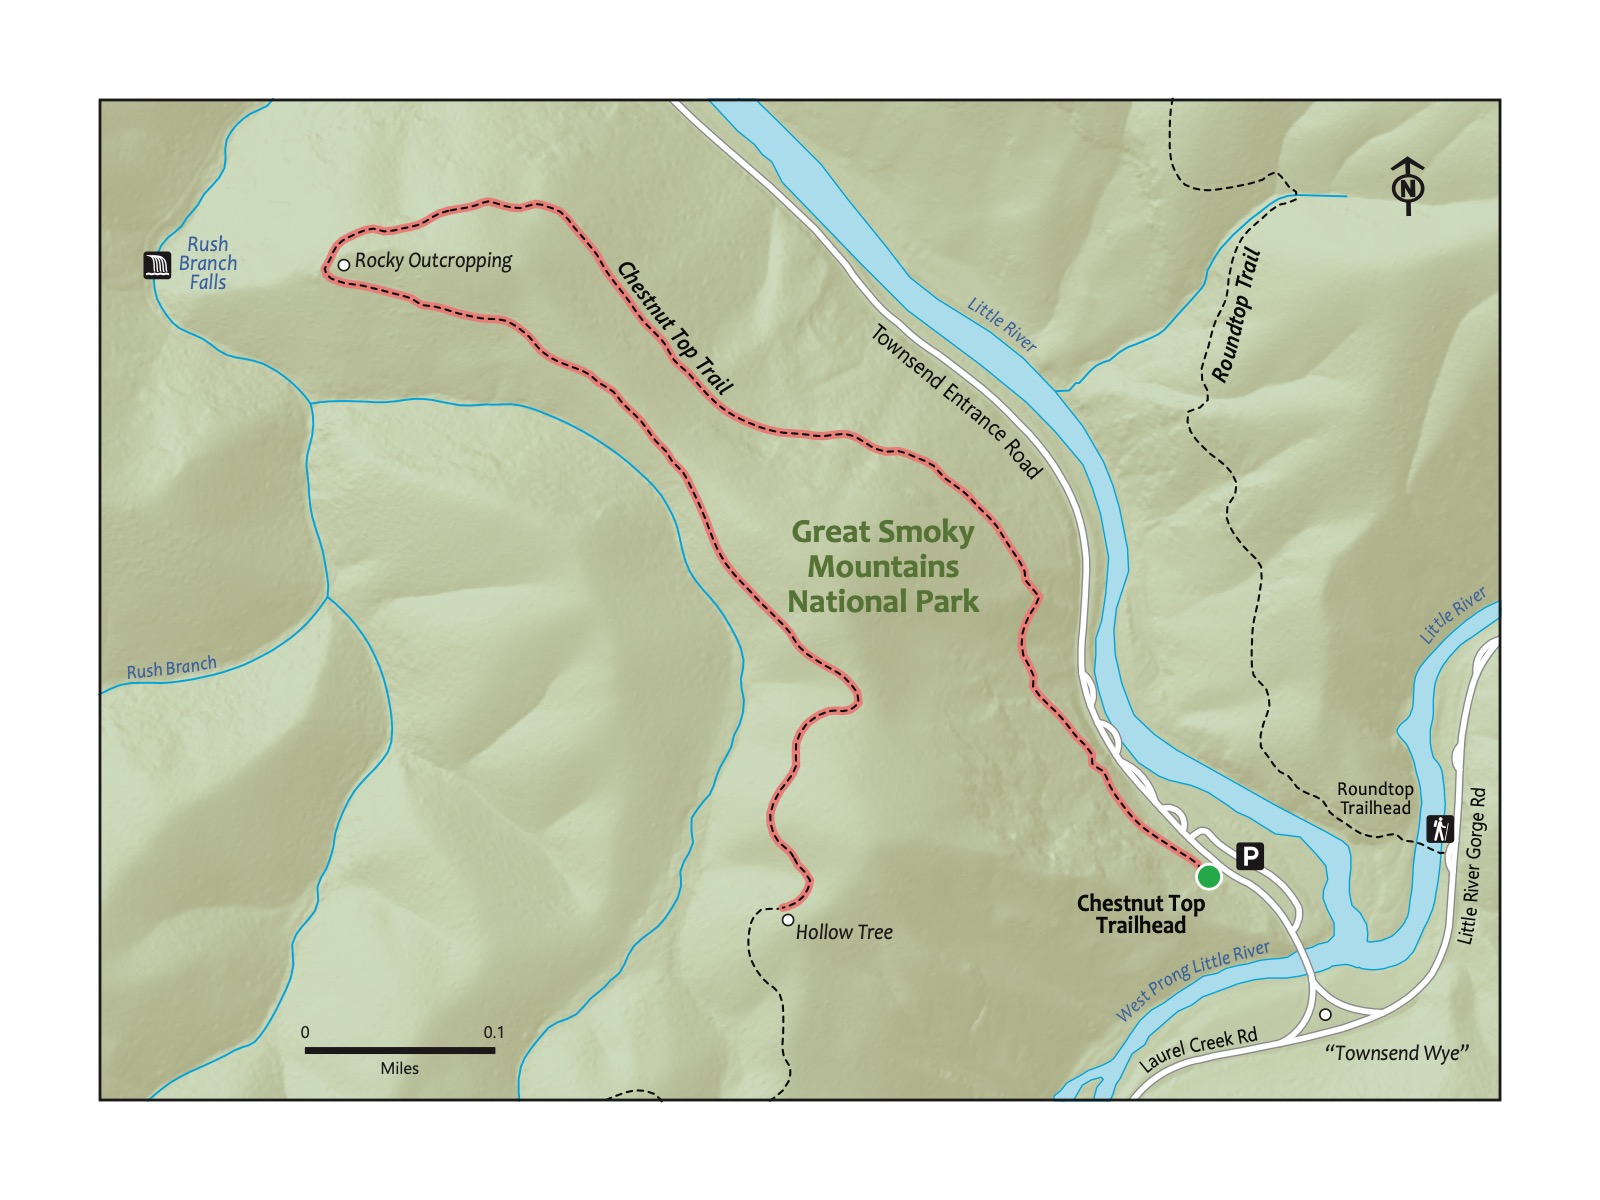 N
Rush
Branch
Falls
Rocky Outcropping
Chestnut Top Trail
Little River
Townsend Entrance Road
Roundtop Trail
Great Smoky
Mountains
National Park
Little River
Rush Branch
Roundtop
Trailhead
Little River Gorge Rd
P
Chestnut Top
Trailhead
Hollow Tree
West Prong Little River
Laurel Creek Rd
“Townsend Wye”
0 0.1
Miles